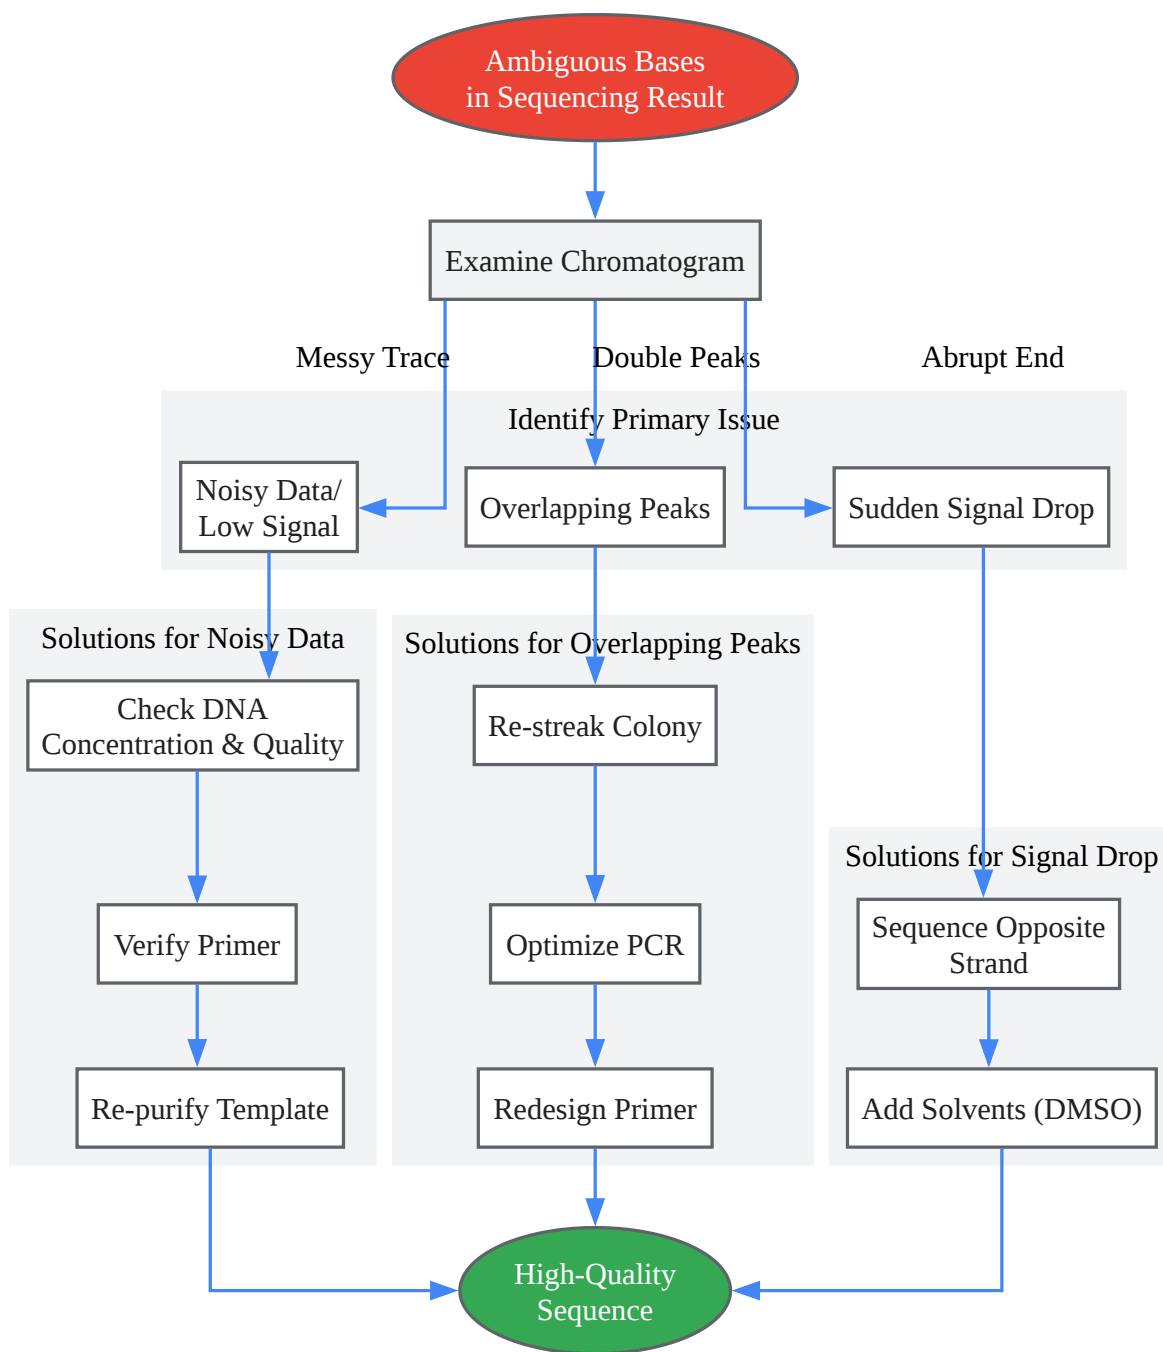 Ambiguous Bases
in Sequencing Result
Examine Chromatogram
Messy Trace
Double Peaks
Abrupt End
Identify Primary Issue
Noisy Data/
Low Signal
Overlapping Peaks
Sudden Signal Drop
Solutions for Noisy Data
Check DNA
Concentration & Quality
Verify Primer
Re-purify Template
Solutions for Overlapping Peaks
Re-streak Colony
Optimize PCR
Redesign Primer
Solutions for Signal Drop
Sequence Opposite
Strand
Add Solvents (DMSO)
High-Quality
Sequence